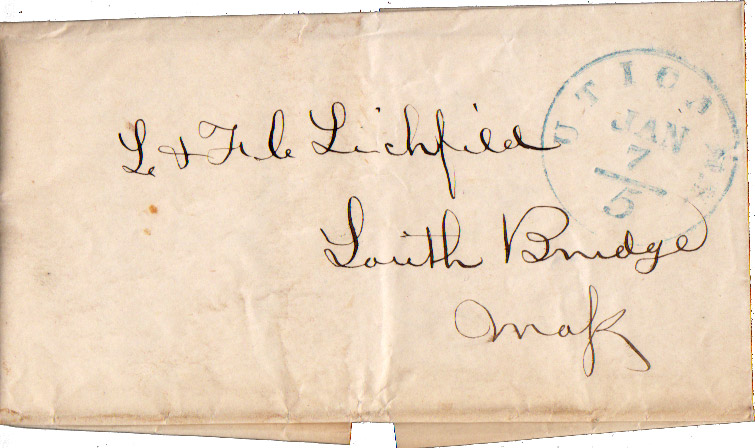 UTICA N.Y.
JAN
7
5
L. & F. C. Lichfield
South Bridge
Mass